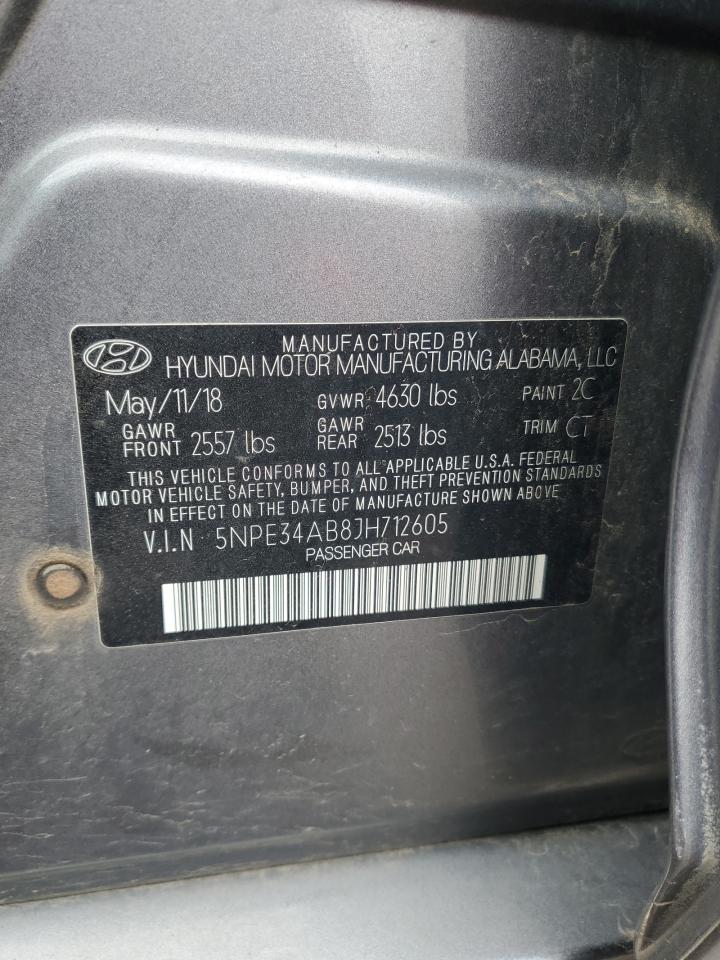 MANUFACTURED BY
HYUNDAI MOTOR MANUFACTURING ALABAMA, LLC
May/11/18 GVWR 4630 lbs PAINT 2C
GAWR FRONT 2557 lbs GAWR REAR 2513 lbs TRIM CT
THIS VEHICLE CONFORMS TO ALL APPLICABLE U.S.A. FEDERAL
MOTOR VEHICLE SAFETY, BUMPER, AND THEFT PREVENTION STANDARDS
IN EFFECT ON THE DATE OF MANUFACTURE SHOWN ABOVE
V.I.N 5NPE34AB8JH712605
PASSENGER CAR